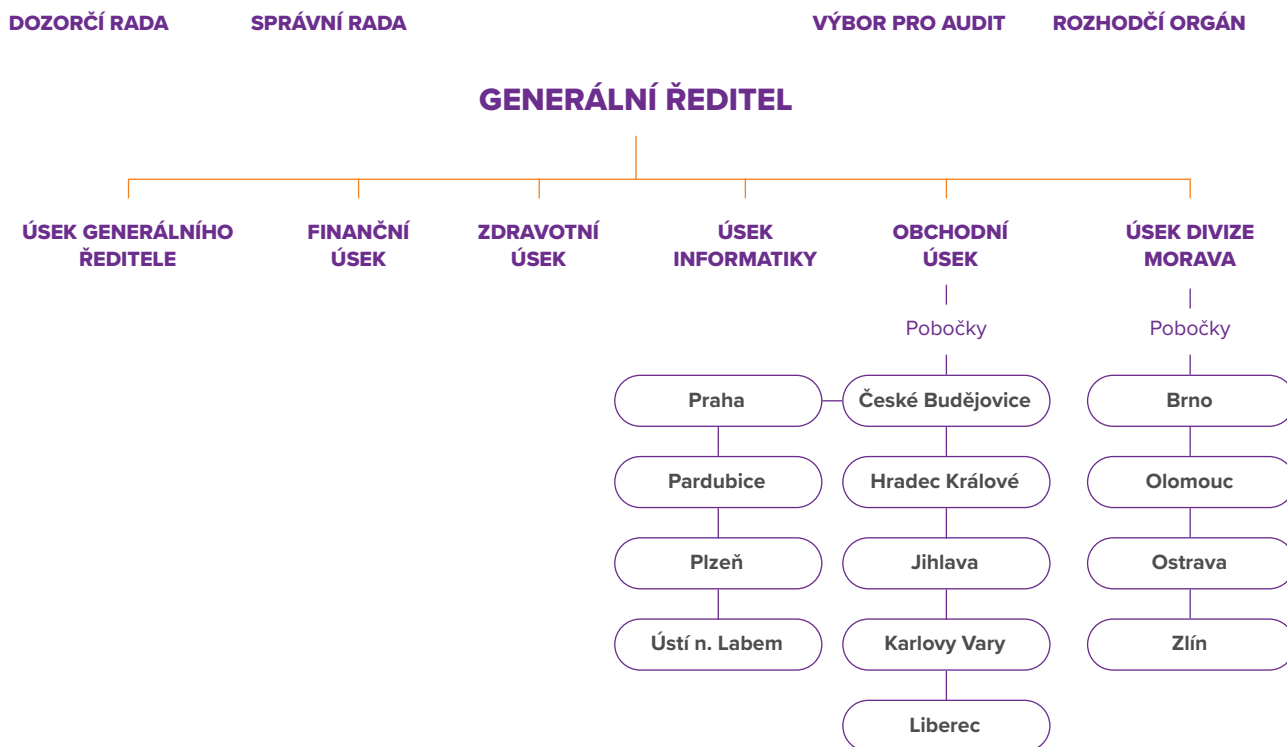 DOZORČÍ RADA
SPRÁVNÍ RADA
VÝBOR PRO AUDIT
ROZHODČÍ ORGÁN
GENERÁLNÍ ŘEDITEL
ÚSEK GENERÁLNÍHO
ŘEDITELE
FINANČNÍ
ÚSEK
ZDRAVOTNÍ
ÚSEK
ÚSEK
INFORMATIKY
OBCHODNÍ
ÚSEK
ÚSEK DIVIZE
MORAVA
Pobočky
Pobočky
Praha
České Budějovice
Brno
Pardubice
Hradec Králové
Olomouc
Plzeň
Jihlava
Ostrava
Ústí n. Labem
Karlovy Vary
Zlín
Liberec